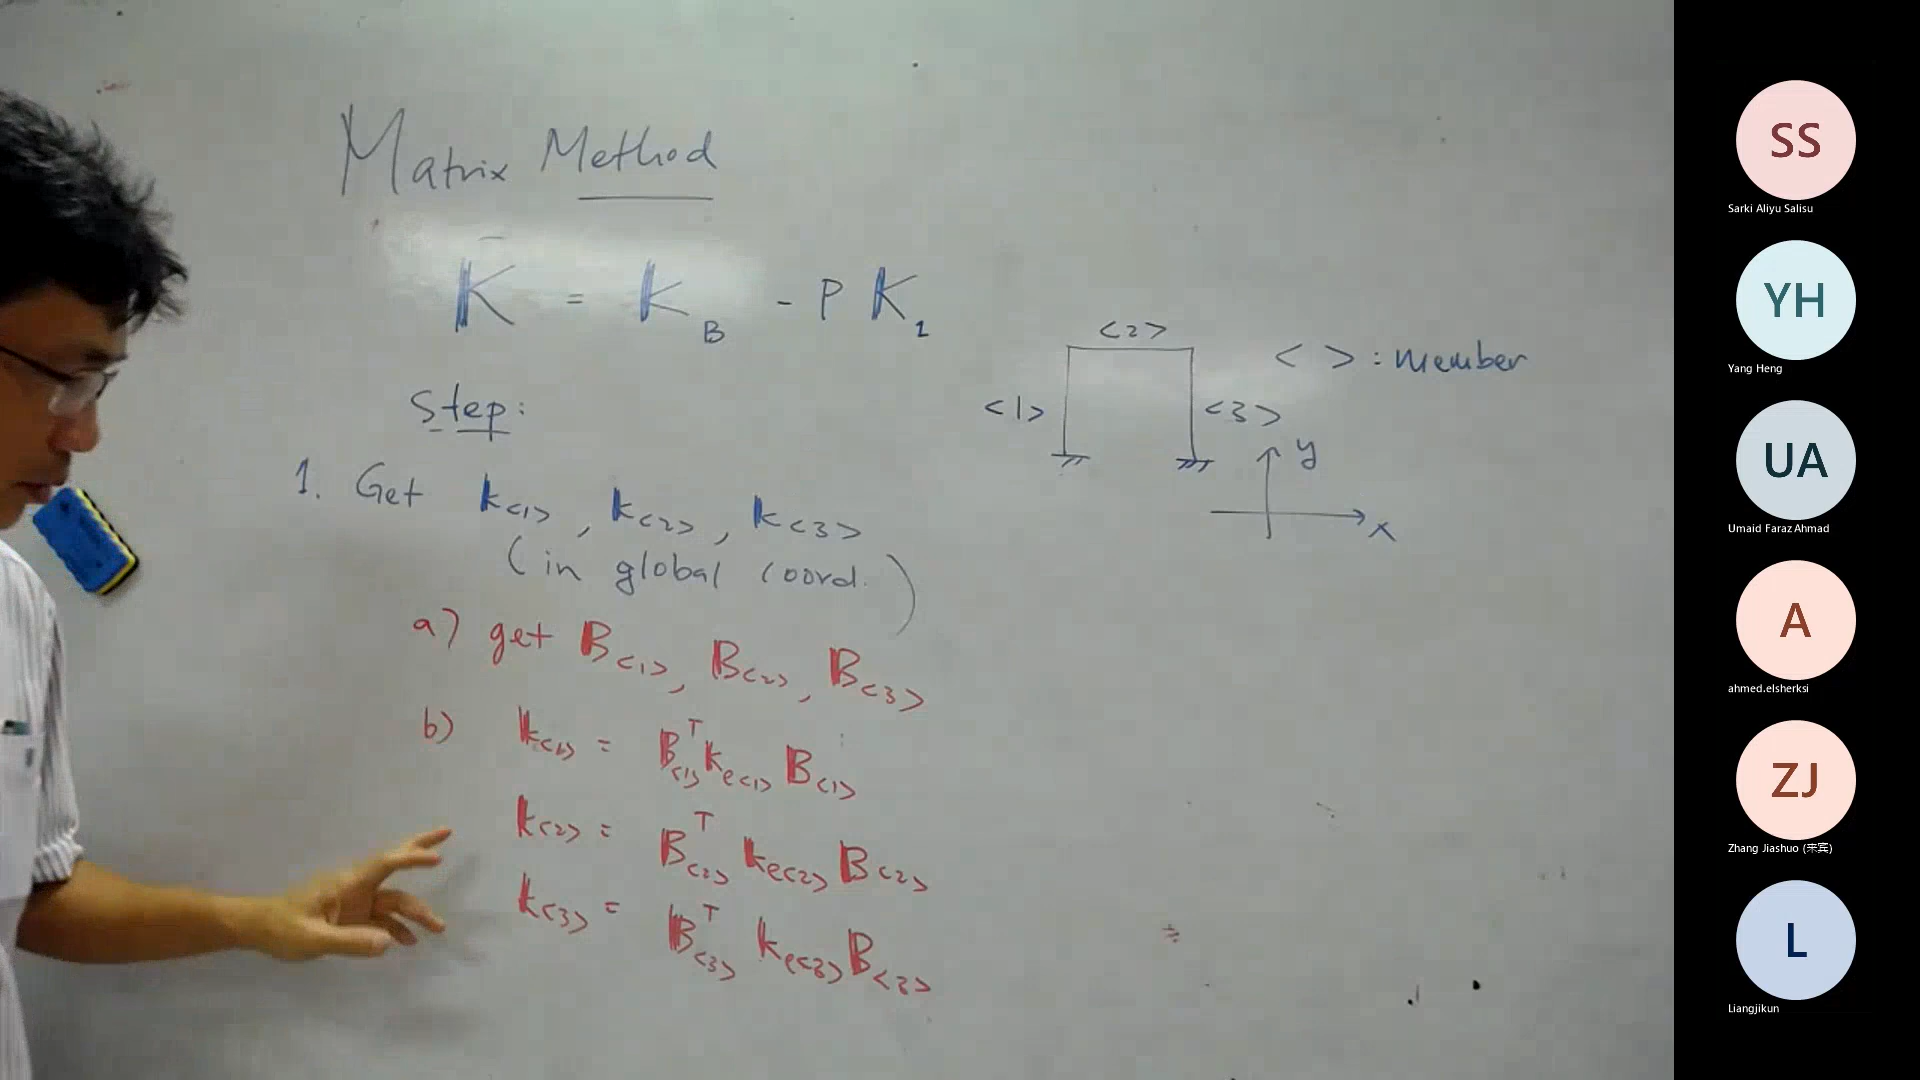 Matrix Method
K̄ = K_B - P K_1
Step:
1. Get k<1>, k<2>, k<3>
(in global coord.)
a) get B<1>, B<2>, B<3>
b) k<1> = B<1>^T k_e<1> B<1>
k<2> = B<2>^T k_e<2> B<2>
k<3> = B<3>^T k_e<3> B<3>
<2>
<1>
<3>
< > : member
y
x
SS
Sarki Aliyu Salisu
YH
Yang Heng
UA
Umaid Faraz Ahmad
A
ahmed.elsherksi
ZJ
Zhang Jiashuo (来宾)
L
Liangjikun